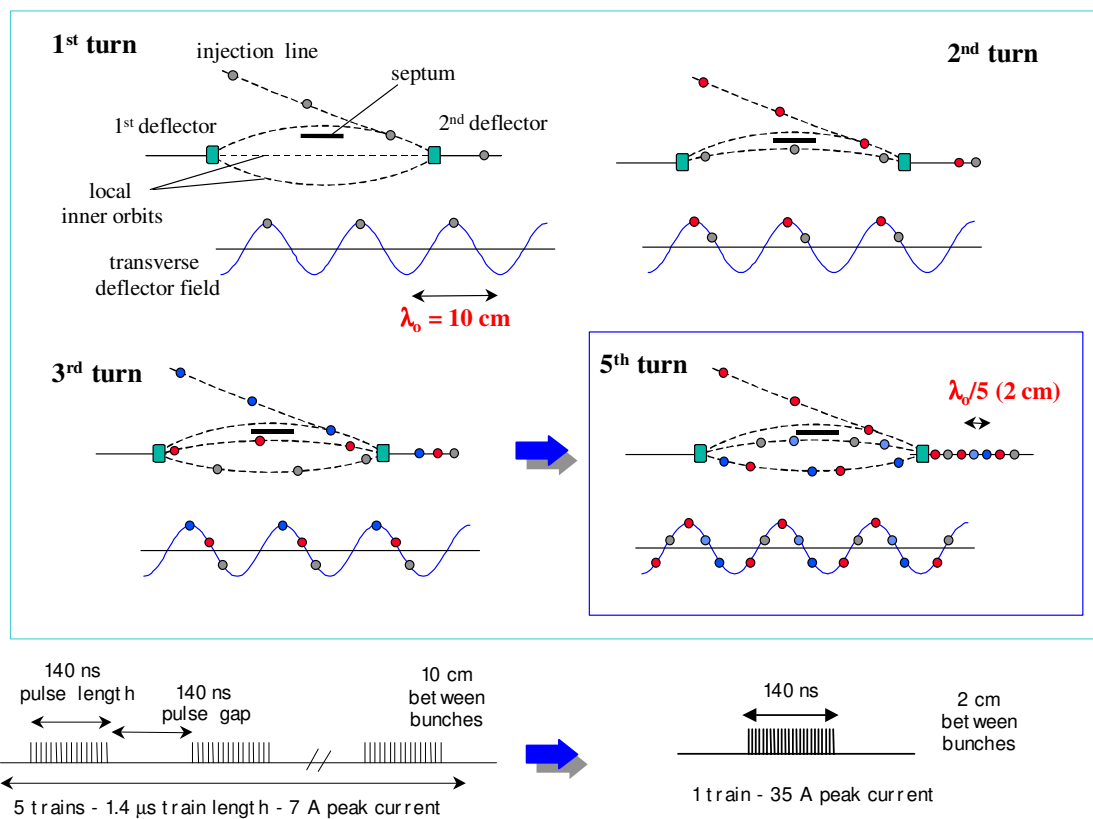 1st turn
injection line
septum
1st deflector
2nd deflector
local
inner orbits
transverse
deflector field
λo = 10 cm
2nd turn
3rd turn
5th turn
λo/5 (2 cm)
140 ns
pulse length
140 ns
pulse gap
10 cm
between
bunches
5 trains - 1.4 μs train length - 7 A peak current
140 ns
2 cm
between
bunches
1 train - 35 A peak current